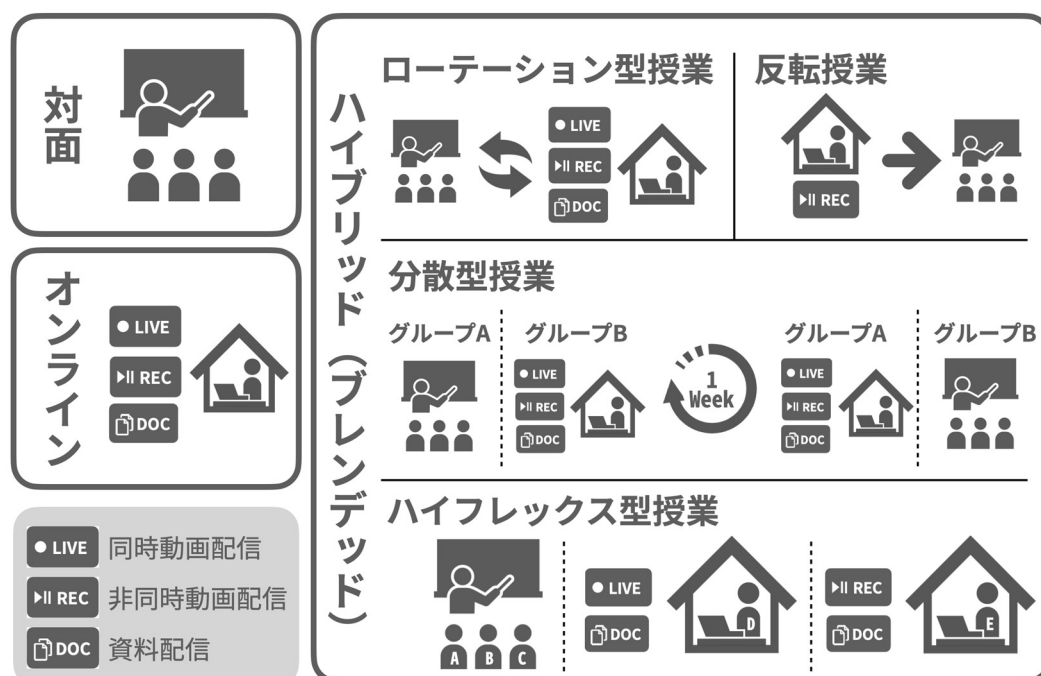 対面
オンライン
● LIVE
REC
DOC
● LIVE 同時動画配信
REC 非同時動画配信
DOC 資料配信
ハイブリッド(ブレンデッド)
ローテーション型授業
● LIVE
REC
DOC
反転授業
REC
分散型授業
グループA
グループB
● LIVE
REC
DOC
1
Week
グループA
● LIVE
REC
DOC
グループB
ハイフレックス型授業
A B C
● LIVE
DOC
D
REC
DOC
E